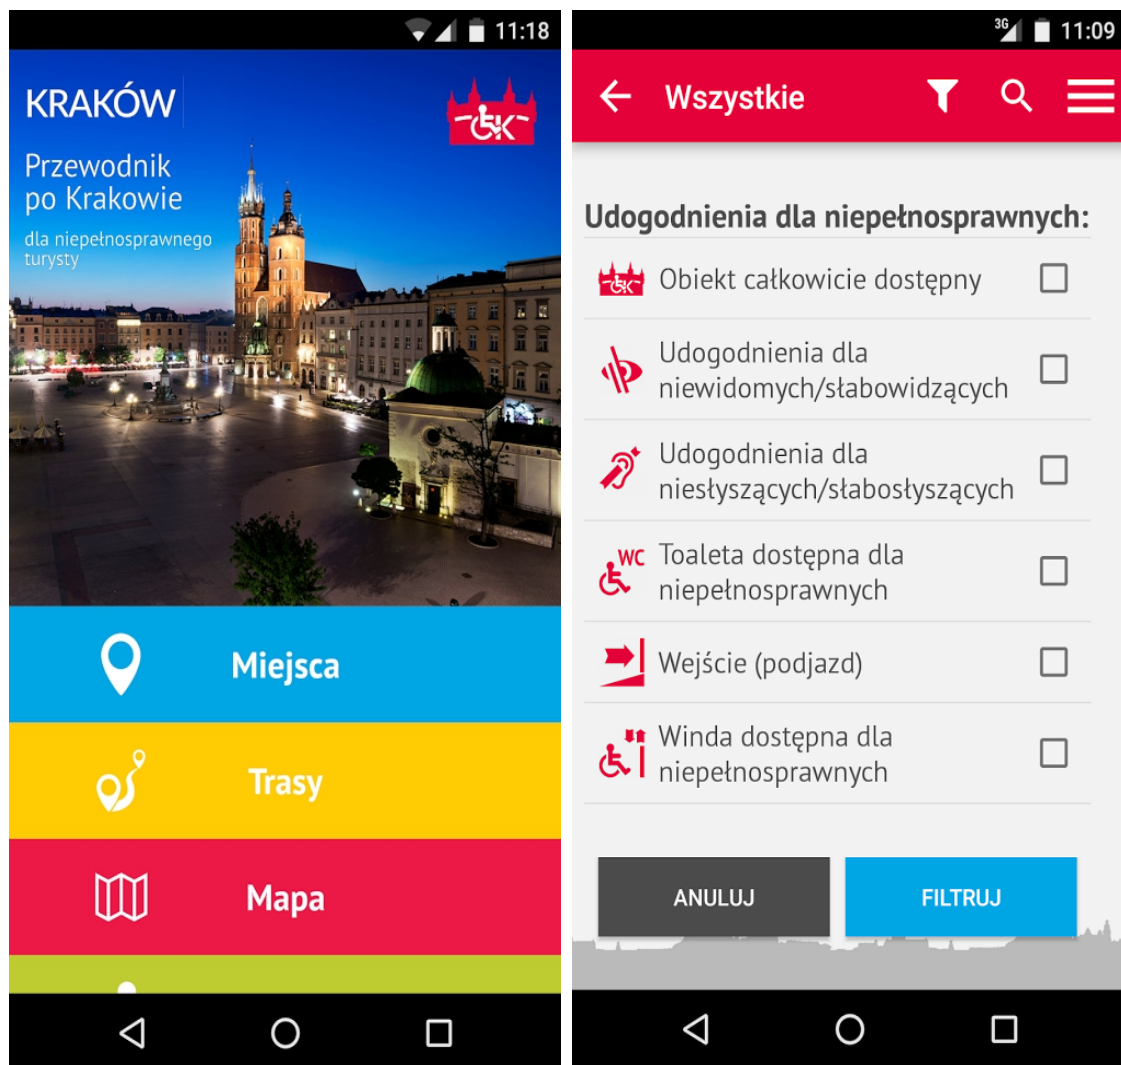 11:18
KRAKÓW
K
Przewodnik
po Krakowie
dla niepełnosprawnego
turysty
Miejsca
Trasy
Mapa
3G 11:09
Wszystkie
Udogodnienia dla niepełnosprawnych:
K
Obiekt całkowicie dostępny
Udogodnienia dla
niewidomych/słabowidzących
Udogodnienia dla
niesłyszących/słabosłyszących
WC
Toaleta dostępna dla
niepełnosprawnych
Wejście (podjazd)
Winda dostępna dla
niepełnosprawnych
ANULUJ
FILTRUJ